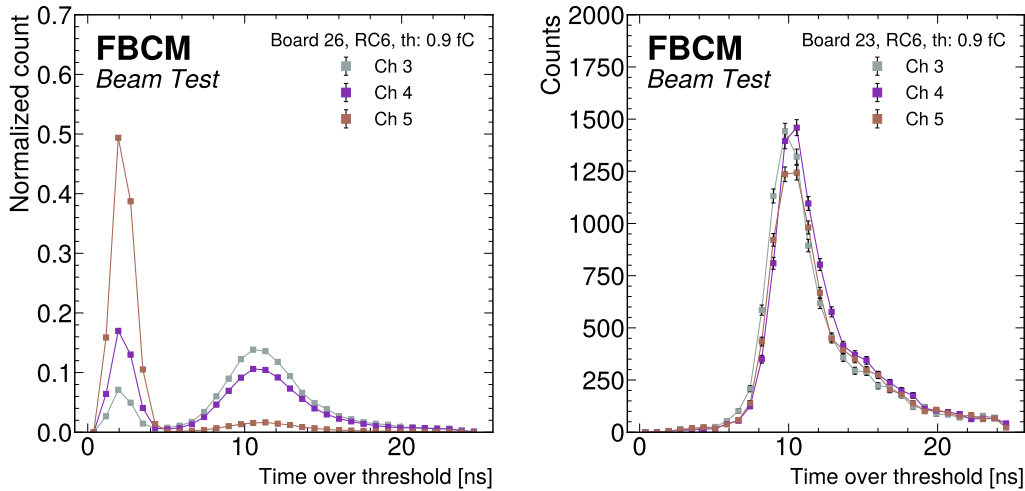 Normalized count
0.7
0.6
0.5
0.4
0.3
0.2
0.1
0.0
FBCM
Beam Test
Board 26, RC6, th: 0.9 fC
Ch 3
Ch 4
Ch 5
0
10
20
Time over threshold [ns]
Counts
2000
1750
1500
1250
1000
750
500
250
0
FBCM
Beam Test
Board 23, RC6, th: 0.9 fC
Ch 3
Ch 4
Ch 5
0
10
20
Time over threshold [ns]